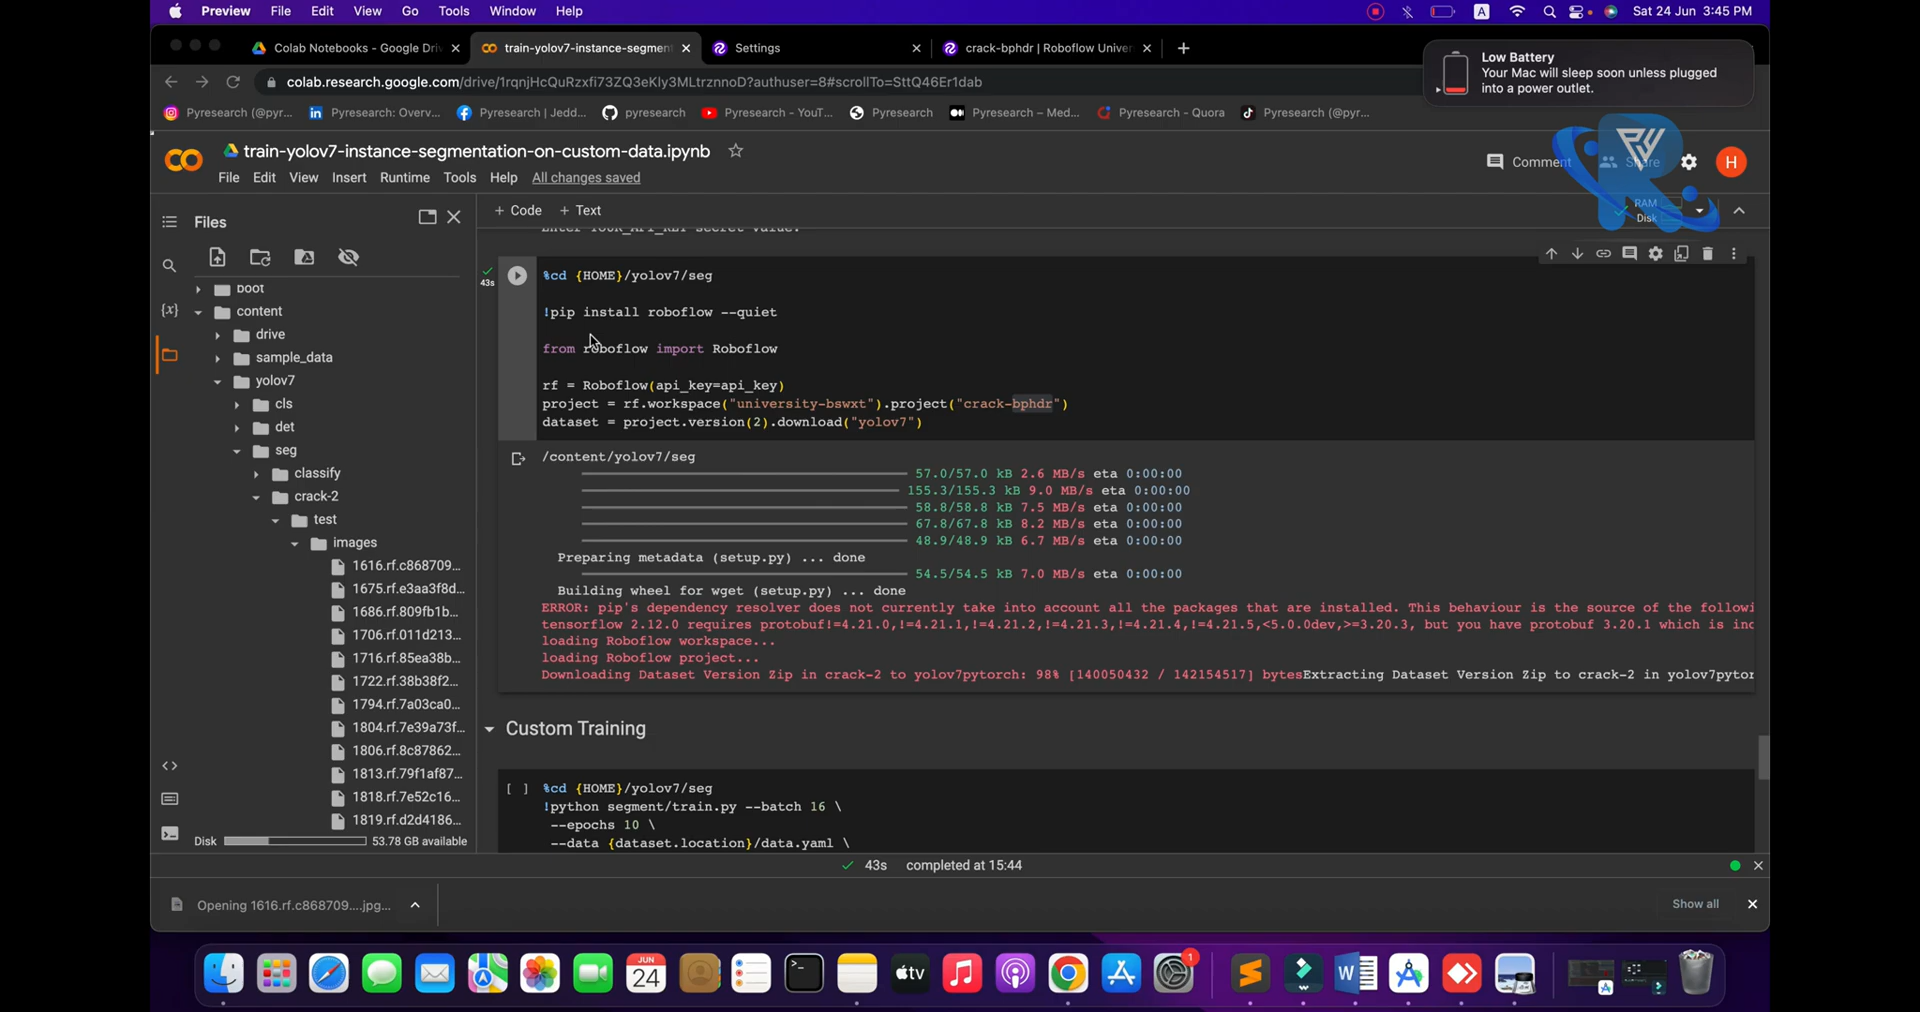 Preview File Edit View Go Tools Window Help
A
Sat 24 Jun 3:45 PM
Colab Notebooks - Google Driv
train-yolov7-instance-segment
Settings
crack-bphdr | Roboflow Univer
Low Battery
Your Mac will sleep soon unless plugged
into a power outlet.
colab.research.google.com/drive/1rqnjHcQuRzxfi73ZQ3eKly3MLtrznnoD?authuser=8#scrollTo=SttQ46Er1dab
Pyresearch (@pyr...
Pyresearch: Overv...
Pyresearch | Jedd...
pyresearch
Pyresearch - YouT...
Pyresearch
Pyresearch – Med...
Pyresearch - Quora
Pyresearch (@pyr...
train-yolov7-instance-segmentation-on-custom-data.ipynb
Comment
Share
H
File Edit View Insert Runtime Tools Help All changes saved
Files
+ Code + Text
RAM
Disk
Enter YOUR_API_KEY secret value.
boot
content
drive
sample_data
yolov7
cls
det
seg
classify
crack-2
test
images
1616.rf.c868709...
1675.rf.e3aa3f8d...
1686.rf.809fb1b...
1706.rf.011d213...
1716.rf.85ea38b...
1722.rf.38b38f2...
1794.rf.7a03ca0...
1804.rf.7e39a73f...
1806.rf.8c87862...
1813.rf.79f1af87...
1818.rf.7e52c16...
1819.rf.d2d4186...
Disk
53.78 GB available
43s
%cd {HOME}/yolov7/seg
!pip install roboflow --quiet
from roboflow import Roboflow
rf = Roboflow(api_key=api_key)
project = rf.workspace("university-bswxt").project("crack-bphdr")
dataset = project.version(2).download("yolov7")
/content/yolov7/seg
57.0/57.0 kB 2.6 MB/s eta 0:00:00
155.3/155.3 kB 9.0 MB/s eta 0:00:00
58.8/58.8 kB 7.5 MB/s eta 0:00:00
67.8/67.8 kB 8.2 MB/s eta 0:00:00
48.9/48.9 kB 6.7 MB/s eta 0:00:00
Preparing metadata (setup.py) ... done
54.5/54.5 kB 7.0 MB/s eta 0:00:00
Building wheel for wget (setup.py) ... done
ERROR: pip's dependency resolver does not currently take into account all the packages that are installed. This behaviour is the source of the followi
tensorflow 2.12.0 requires protobuf!=4.21.0,!=4.21.1,!=4.21.2,!=4.21.3,!=4.21.4,!=4.21.5,<5.0.0dev,>=3.20.3, but you have protobuf 3.20.1 which is inc
loading Roboflow workspace...
loading Roboflow project...
Downloading Dataset Version Zip in crack-2 to yolov7pytorch: 98% [140050432 / 142154517] bytesExtracting Dataset Version Zip to crack-2 in yolov7pytor
Custom Training
[ ]
%cd {HOME}/yolov7/seg
!python segment/train.py --batch 16 \
--epochs 10 \
--data {dataset.location}/data.yaml \
43s completed at 15:44
Opening 1616.rf.c868709....jpg...
Show all
JUN
24
tv
1